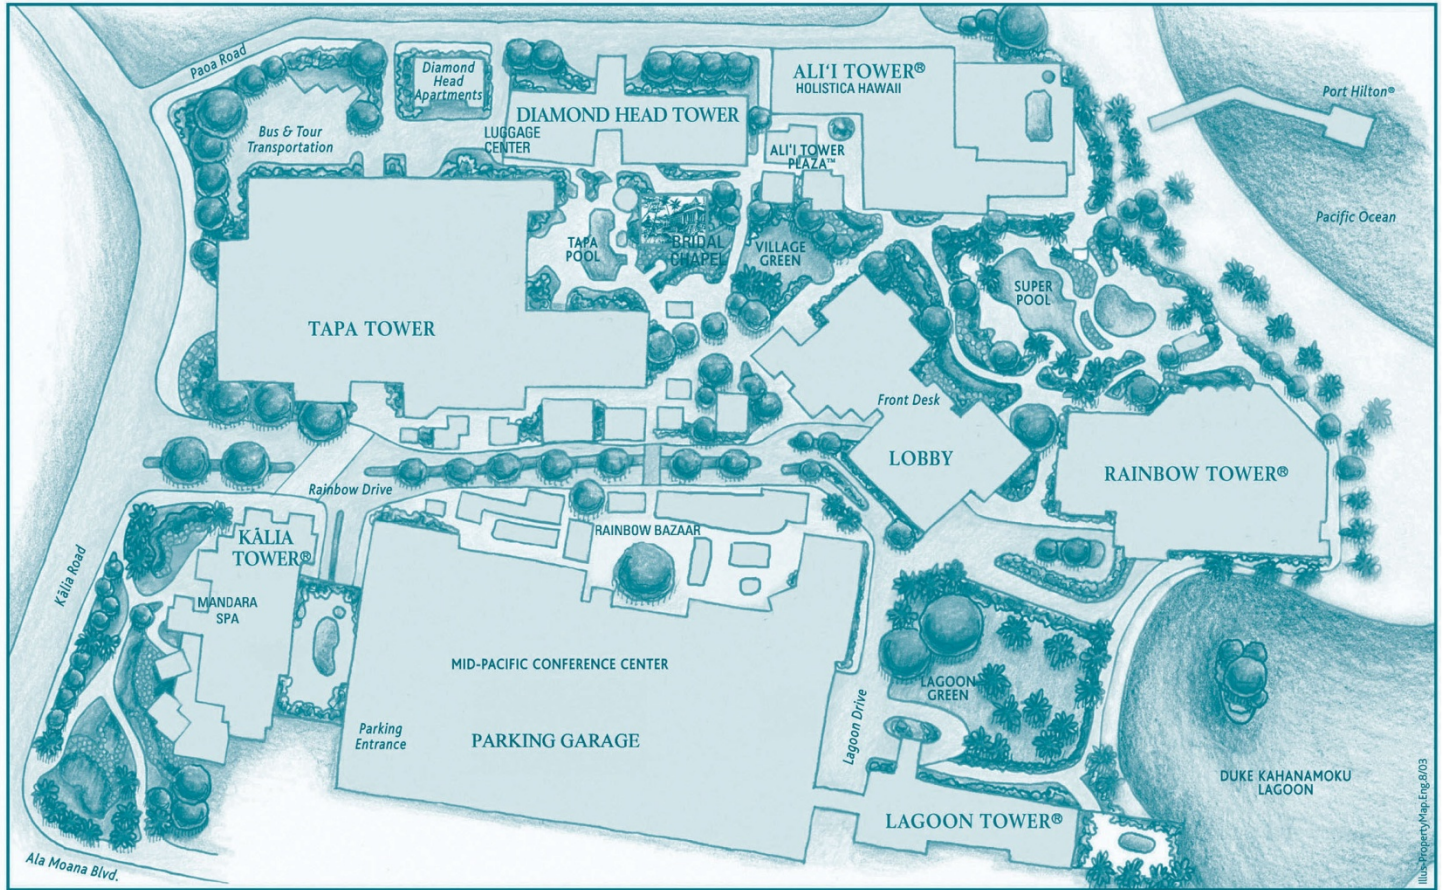 Paoa Road
Diamond
Head
Apartments
ALI‘I TOWER®
HOLISTICA HAWAII
Port Hilton®
DIAMOND HEAD TOWER
Bus & Tour
Transportation
LUGGAGE
CENTER
ALI'I TOWER
PLAZA™
Pacific Ocean
TAPA
POOL
BRIDAL
CHAPEL
VILLAGE
GREEN
SUPER
POOL
TAPA TOWER
Front Desk
LOBBY
RAINBOW TOWER®
Rainbow Drive
RAINBOW BAZAAR
KĀLIA
TOWER®
Kālia Road
MANDARA
SPA
MID-PACIFIC CONFERENCE CENTER
LAGOON
GREEN
Parking
Entrance
PARKING GARAGE
Lagoon Drive
DUKE KAHANAMOKU
LAGOON
LAGOON TOWER®
Ala Moana Blvd.
Illus-PropertyMap.Eng.8/03